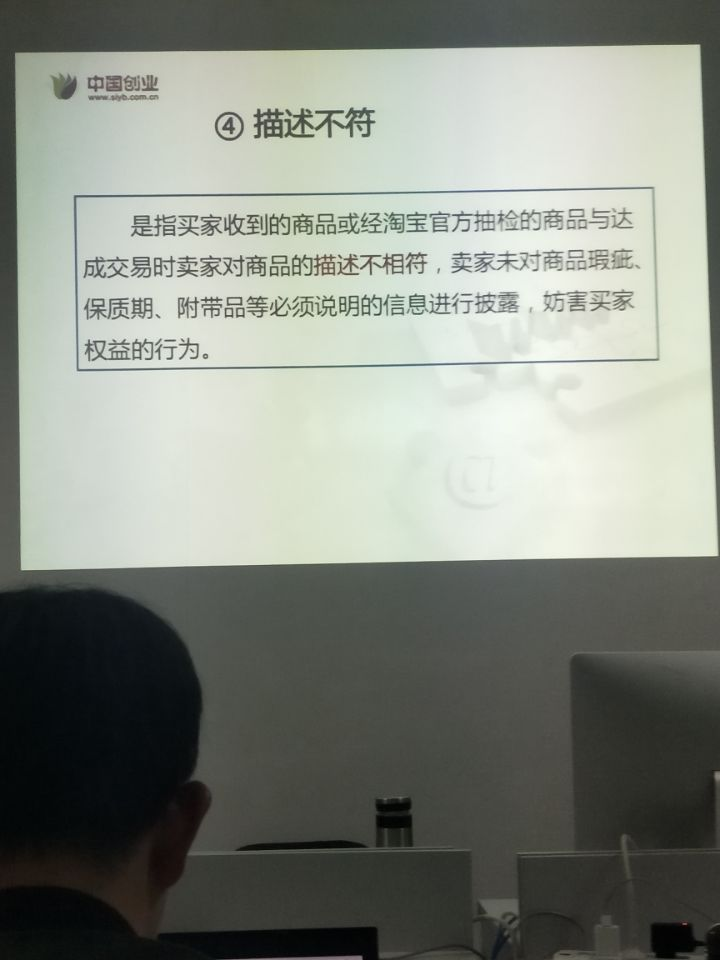 中国创业
www.siyb.com.cn
④ 描述不符
是指买家收到的商品或经淘宝官方抽检的商品与达
成交易时卖家对商品的描述不相符，卖家未对商品瑕疵、
保质期、附带品等必须说明的信息进行披露，妨害买家
权益的行为。